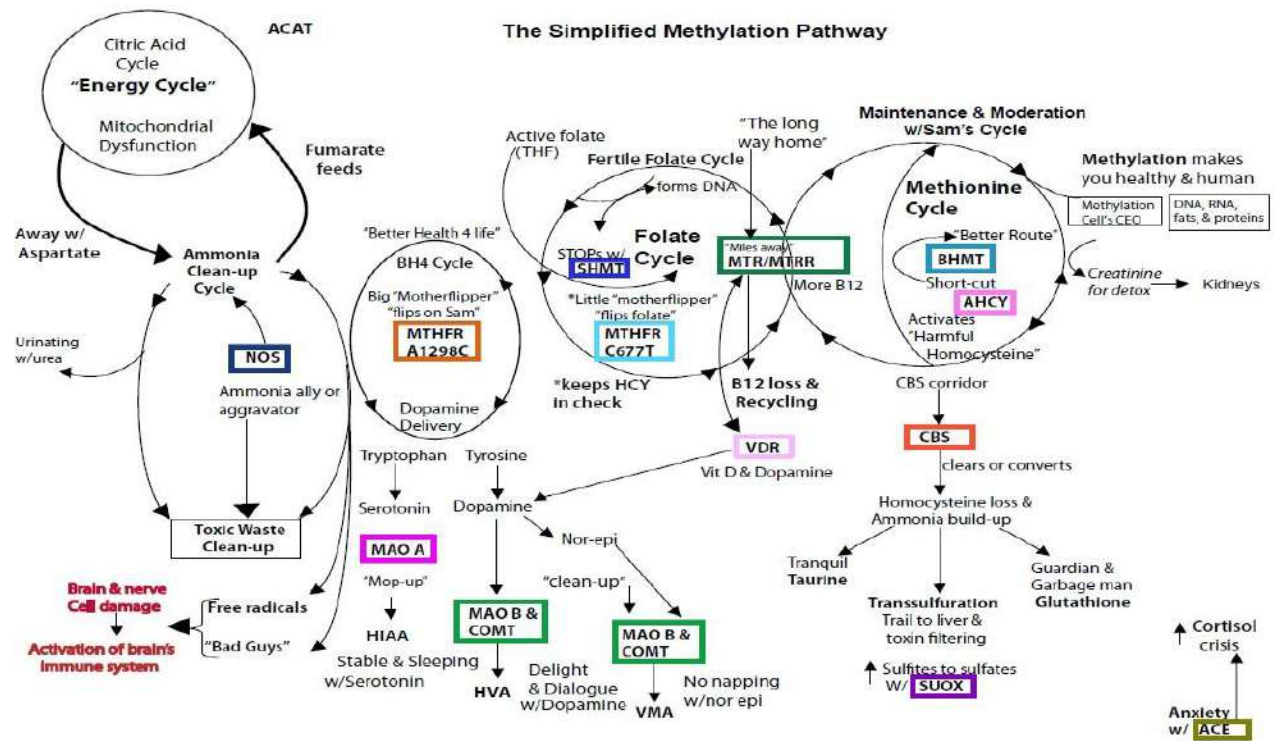 The Simplified Methylation Pathway
ACAT
Citric Acid
Cycle
"Energy Cycle"
Mitochondrial
Dysfunction
Fumarate
feeds
Away w/
Aspartate
Ammonia
Clean-up
Cycle
Urinating
w/urea
NOS
Ammonia ally or
aggravator
Toxic Waste
Clean-up
Brain & nerve
Cell damage
Activation of brain's
immune system
Free radicals
"Bad Guys"
"Better Health 4 life"
BH4 Cycle
Big "Motherflipper"
"flips on Sam"
MTHFR
A1298C
Dopamine
Delivery
Tryptophan
Serotonin
MAO A
"Mop-up"
HIAA
Stable & Sleeping
w/Serotonin
Tyrosine
Dopamine
MAO B &
COMT
HVA
Delight
& Dialogue
w/Dopamine
Nor-epi
"clean-up"
MAO B &
COMT
VMA
No napping
w/nor epi
Active folate
(THF)
Fertile Folate Cycle
forms DNA
STOPs w/
SHMT
Folate
Cycle
*Little "motherflipper"
"flips folate"
MTHFR
C677T
*keeps HCY
in check
"The long
way home"
"Miles away"
MTR/MTRR
More B12
B12 loss &
Recycling
VDR
Vit D & Dopamine
Maintenance & Moderation
w/Sam's Cycle
Methionine
Cycle
"Better Route"
BHMT
Short-cut
AHCY
Activates
"Harmful
Homocysteine"
Methylation makes
you healthy & human
Methylation
Cell's CEO
DNA, RNA,
fats, & proteins
Creatinine
for detox
Kidneys
CBS corridor
CBS
clears or converts
Homocysteine loss &
Ammonia build-up
Tranquil
Taurine
Transsulfuration
Trail to liver &
toxin filtering
Sulfites to sulfates
W/ SUOX
Guardian &
Garbage man
Glutathione
Cortisol
crisis
Anxiety
w/ ACE